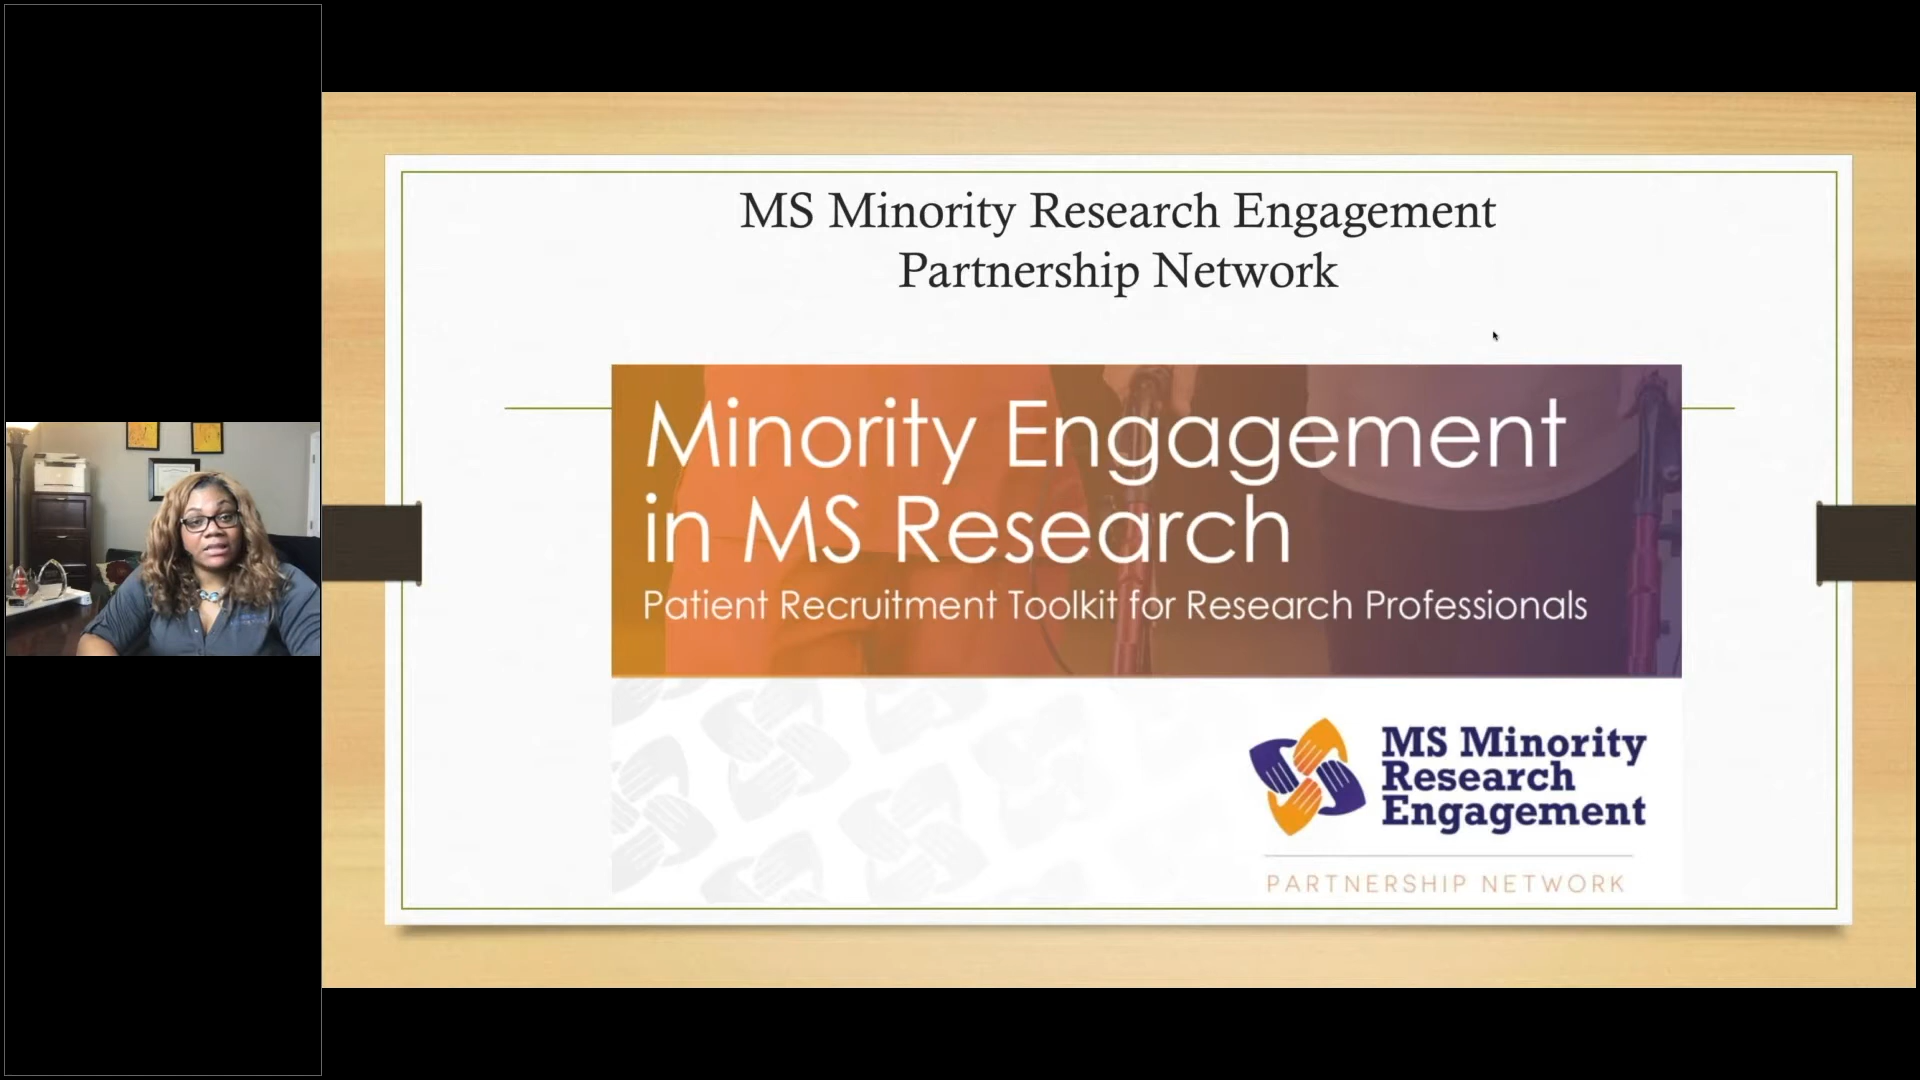 MS Minority Research Engagement
Partnership Network
Minority Engagement
in MS Research
Patient Recruitment Toolkit for Research Professionals
MS Minority
Research
Engagement
PARTNERSHIP NETWORK